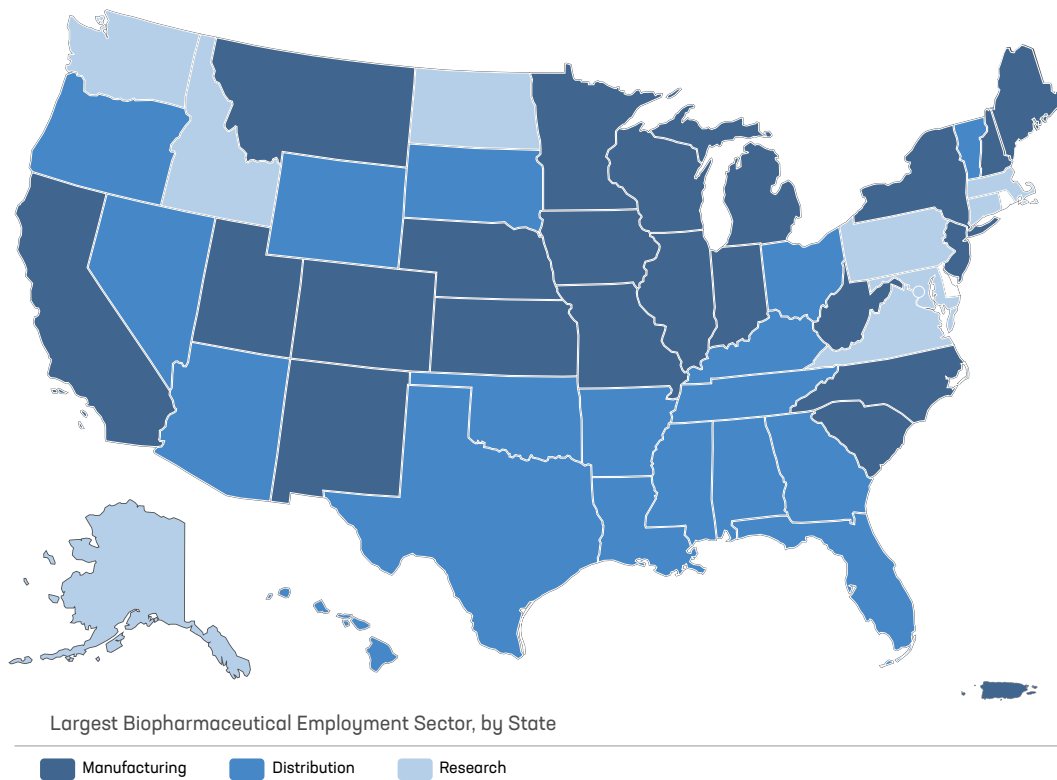 Largest Biopharmaceutical Employment Sector, by State
Manufacturing Distribution Research